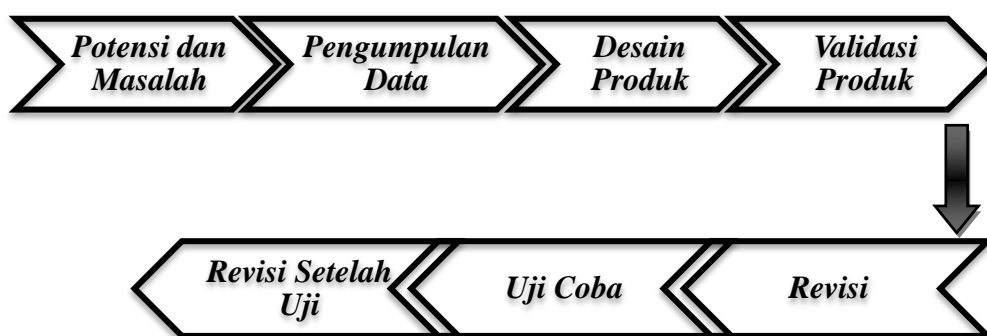 Potensi dan
Masalah
Pengumpulan
Data
Desain
Produk
Validasi
Produk
Revisi
Uji Coba
Revisi Setelah
Uji